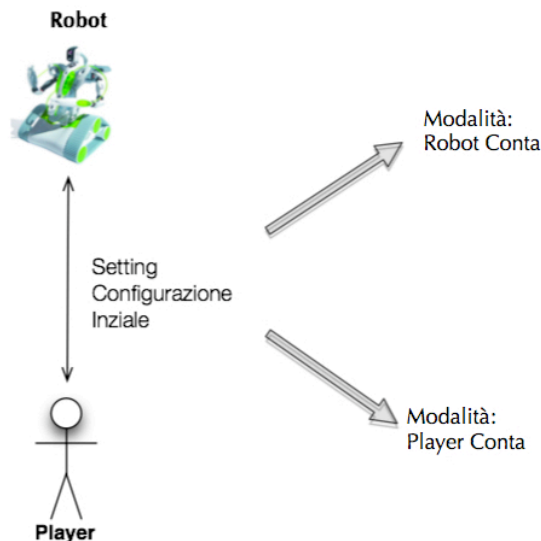 Robot
Modalità:
Robot Conta
Setting
Configurazione
Inziale
Modalità:
Player Conta
Player